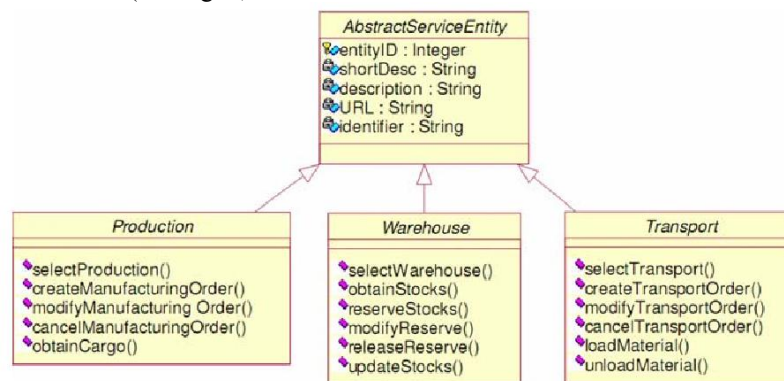 AbstractServiceEntity
entityID : Integer
shortDesc : String
description : String
URL : String
identifier : String
Production
selectProduction()
createManufacturingOrder()
modifyManufacturing Order()
cancelManufacturingOrder()
obtainCargo()
Warehouse
selectWarehouse()
obtainStocks()
reserveStocks()
modifyReserve()
releaseReserve()
updateStocks()
Transport
selectTransport()
createTransportOrder()
modifyTransportOrder()
cancelTransportOrder()
loadMaterial()
unloadMaterial()